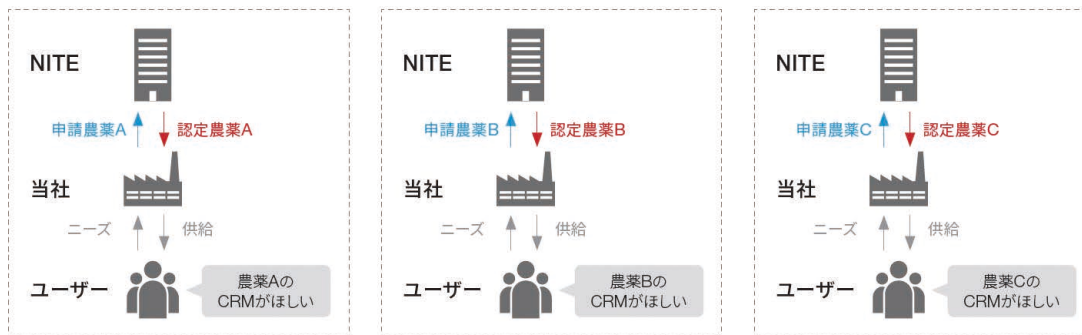 NITE
申請農薬A
認定農薬A
当社
ニーズ
供給
ユーザー
農薬Aの
CRMがほしい
NITE
申請農薬B
認定農薬B
当社
ニーズ
供給
ユーザー
農薬Bの
CRMがほしい
NITE
申請農薬C
認定農薬C
当社
ニーズ
供給
ユーザー
農薬Cの
CRMがほしい